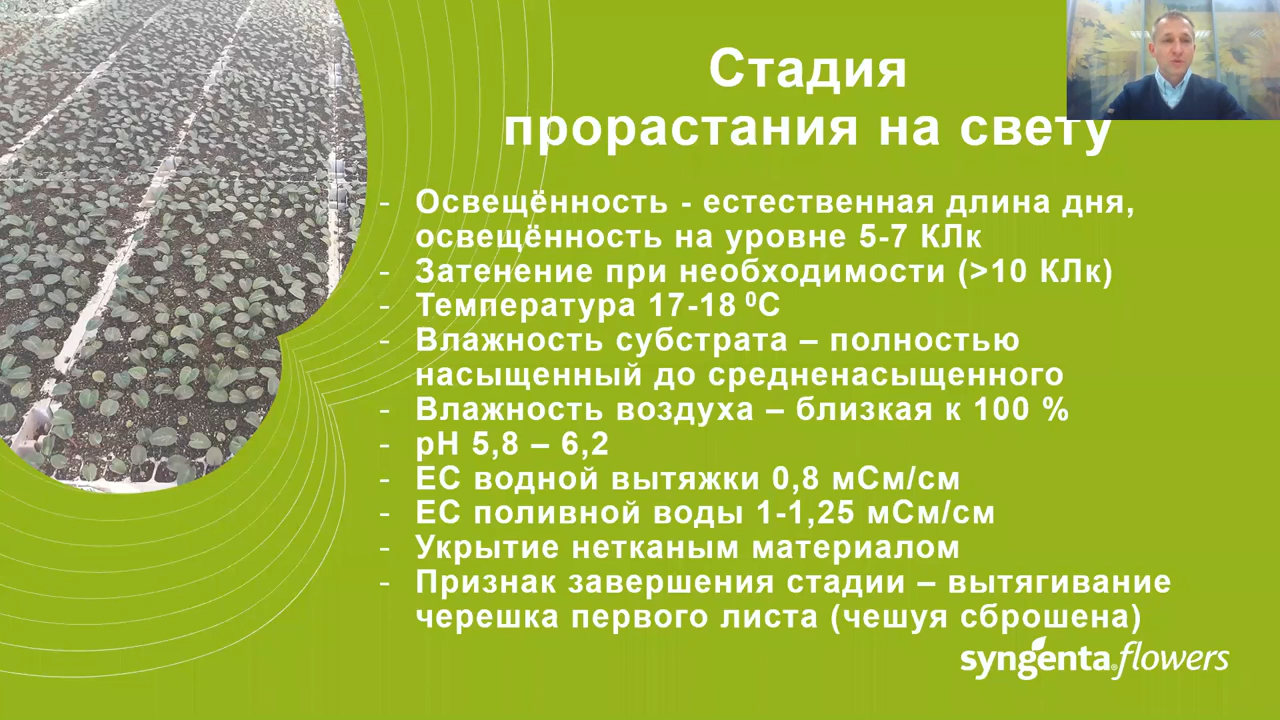 Стадия
прорастания на свету
- Освещённость - естественная длина дня,
освещённость на уровне 5-7 КЛк
- Затенение при необходимости (>10 КЛк)
- Температура 17-18 ⁰С
- Влажность субстрата – полностью
насыщенный до средненасыщенного
- Влажность воздуха – близкая к 100 %
- pH 5,8 – 6,2
- ЕС водной вытяжки 0,8 мСм/см
- ЕС поливной воды 1-1,25 мСм/см
- Укрытие нетканым материалом
- Признак завершения стадии – вытягивание
черешка первого листа (чешуя сброшена)
syngenta® flowers